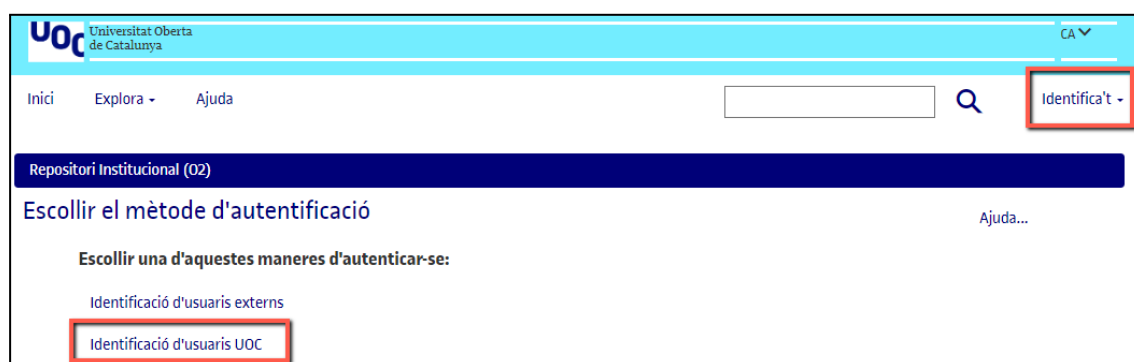 UOC
Universitat Oberta
de Catalunya
CA
Inici Explora Ajuda Identifica't
Repositori Institucional (O2)
Escollir el mètode d'autentificació
Ajuda...
Escollir una d'aquestes maneres d'autenticar-se:
Identificació d'usuaris externs
Identificació d'usuaris UOC